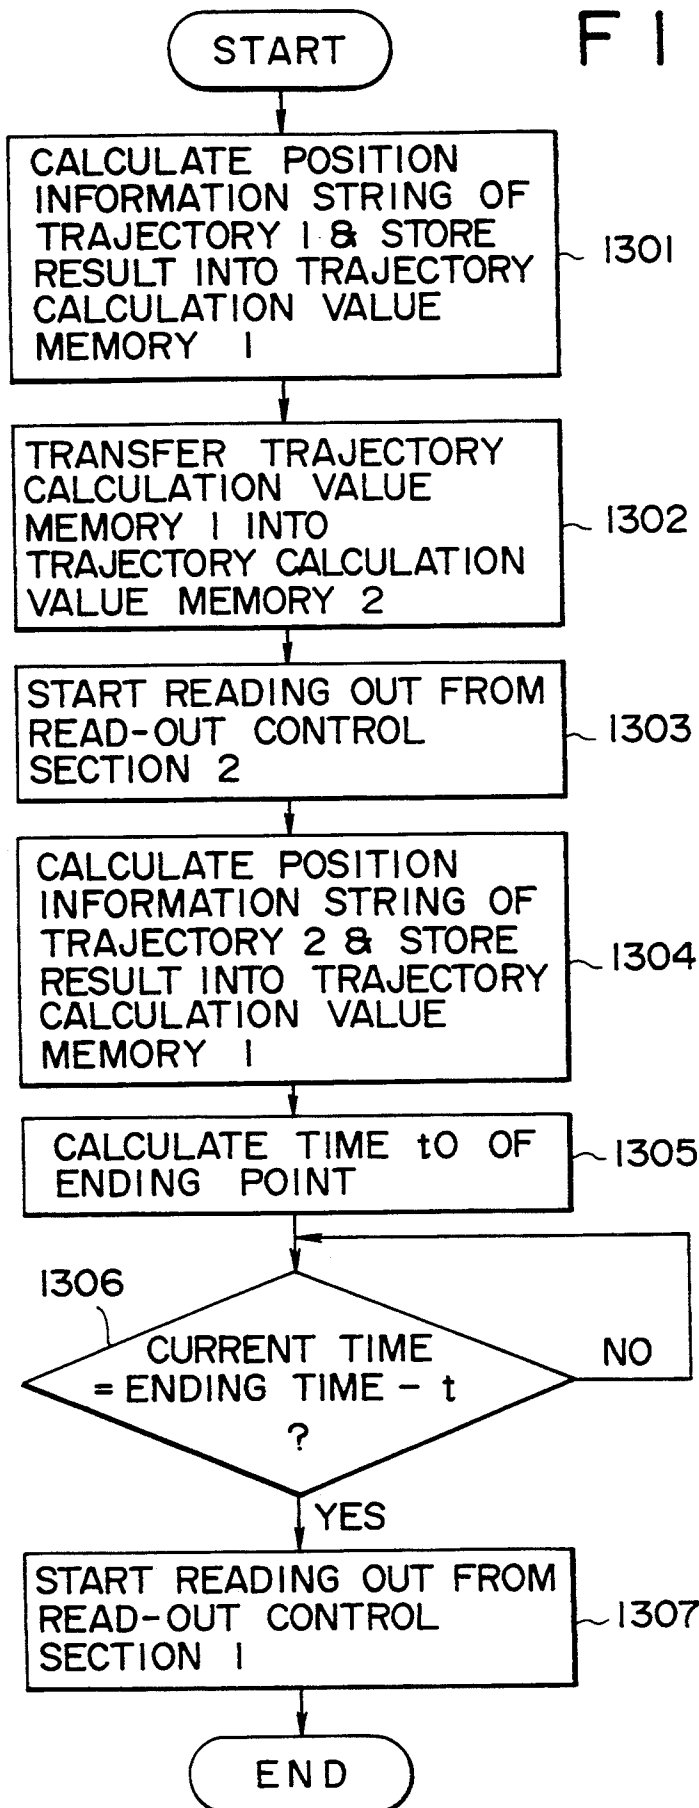 START
F I
CALCULATE POSITION
INFORMATION STRING OF
TRAJECTORY 1 & STORE
RESULT INTO TRAJECTORY
CALCULATION VALUE
MEMORY 1
1301
TRANSFER TRAJECTORY
CALCULATION VALUE
MEMORY 1 INTO
TRAJECTORY CALCULATION
VALUE MEMORY 2
1302
START READING OUT FROM
READ-OUT CONTROL
SECTION 2
1303
CALCULATE POSITION
INFORMATION STRING OF
TRAJECTORY 2 & STORE
RESULT INTO TRAJECTORY
CALCULATION VALUE
MEMORY 1
1304
CALCULATE TIME t0 OF
ENDING POINT
1305
1306
CURRENT TIME
= ENDING TIME - t
?
NO
YES
START READING OUT FROM
READ-OUT CONTROL
SECTION 1
1307
END